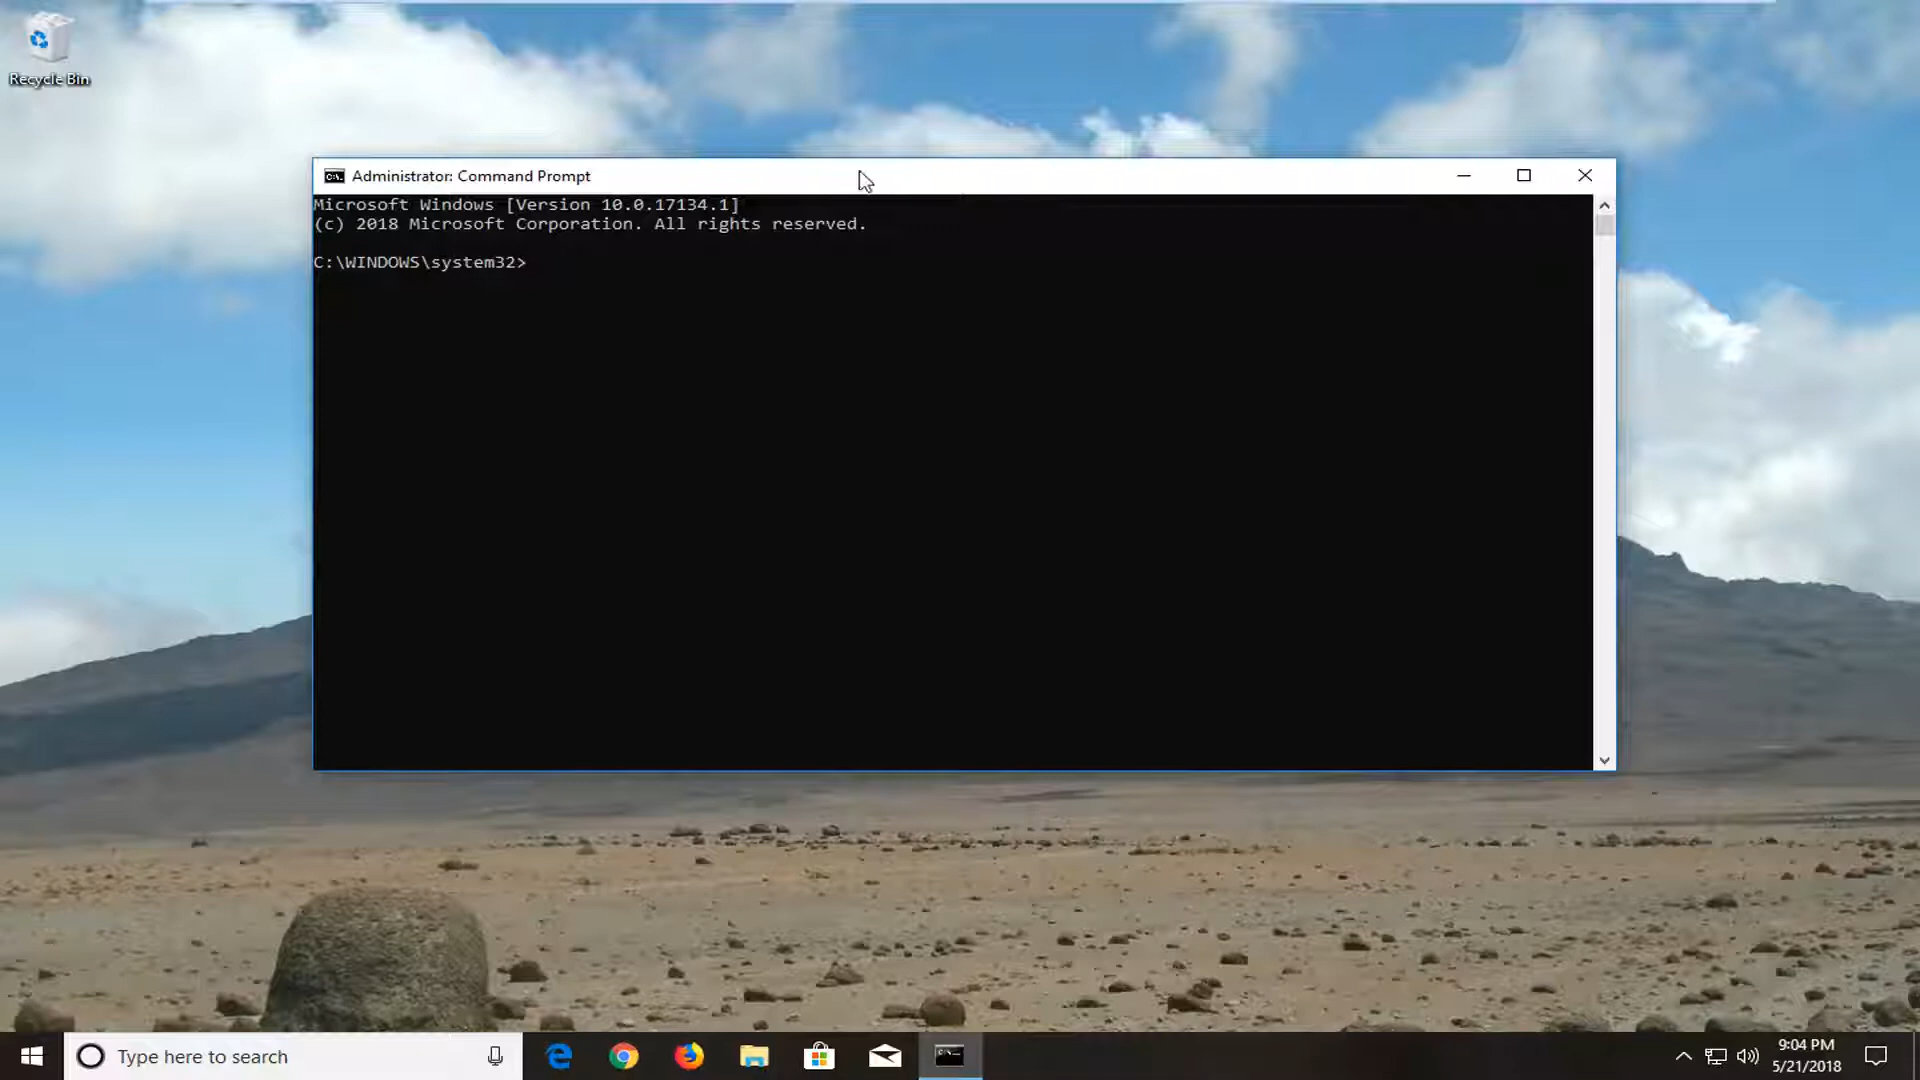 Recycle Bin
Administrator: Command Prompt
Microsoft Windows [Version 10.0.17134.1]
(c) 2018 Microsoft Corporation. All rights reserved.
C:\WINDOWS\system32>
Type here to search
9:04 PM
5/21/2018